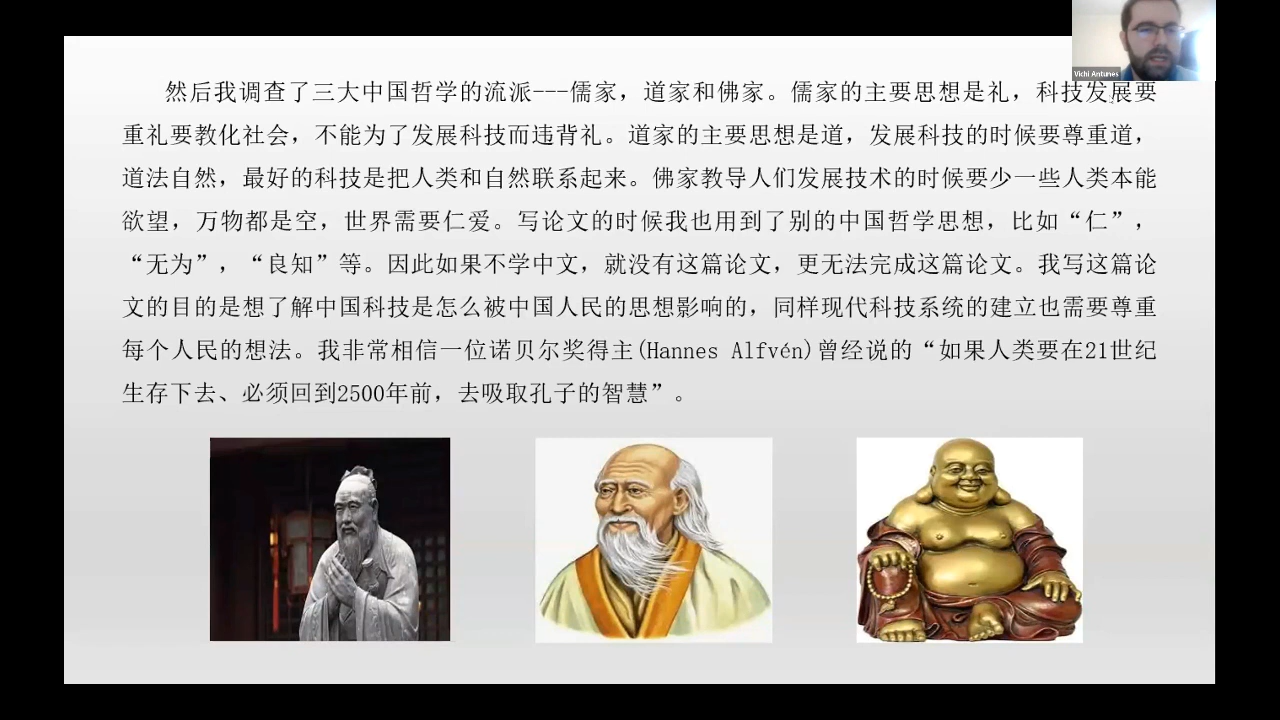 Vichi Antunes
然后我调查了三大中国哲学的流派---儒家，道家和佛家。儒家的主要思想是礼，科技发展要
重礼要教化社会，不能为了发展科技而违背礼。道家的主要思想是道，发展科技的时候要尊重道，
道法自然，最好的科技是把人类和自然联系起来。佛家教导人们发展技术的时候要少一些人类本能
欲望，万物都是空，世界需要仁爱。写论文的时候我也用到了别的中国哲学思想，比如“仁”，
“无为”，“良知”等。因此如果不学中文，就没有这篇论文，更无法完成这篇论文。我写这篇论
文的目的是想了解中国科技是怎么被中国人民的思想影响的，同样现代科技系统的建立也需要尊重
每个人民的想法。我非常相信一位诺贝尔奖得主(Hannes Alfvén)曾经说的“如果人类要在21世纪
生存下去、必须回到2500年前，去吸取孔子的智慧”。